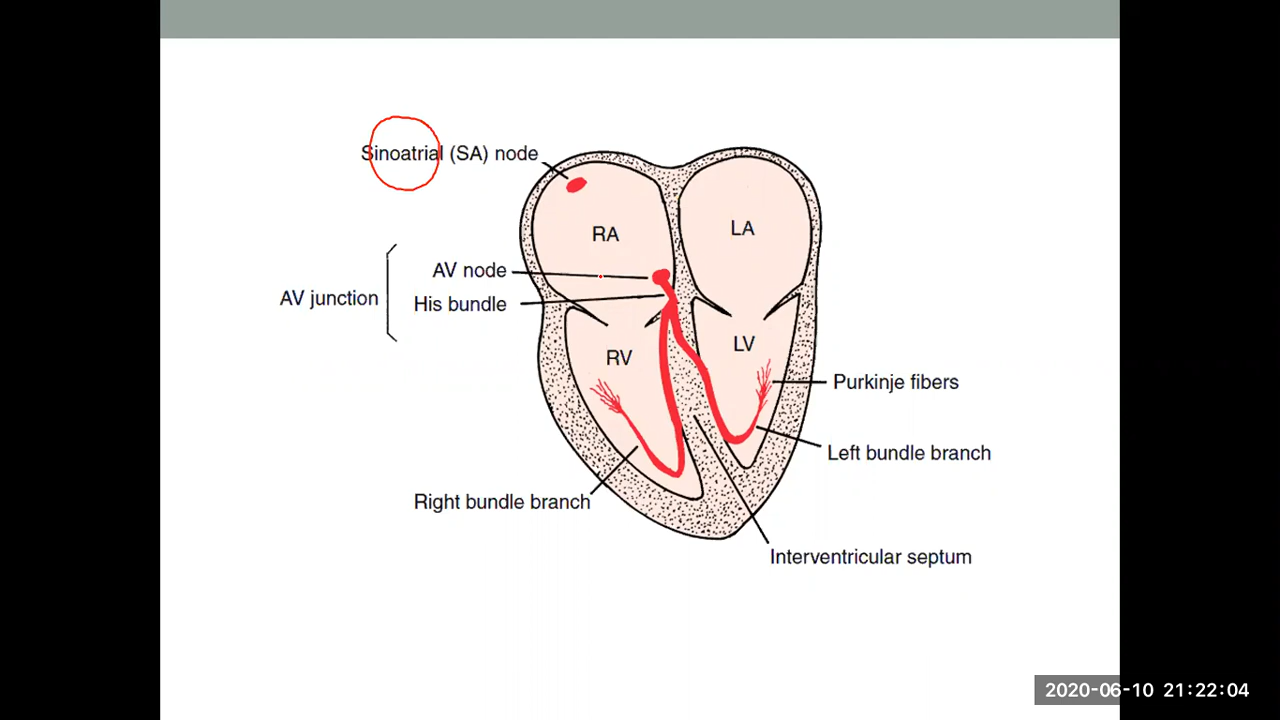 Sinoatrial (SA) node
RA
LA
AV node
AV junction
His bundle
RV
LV
Purkinje fibers
Left bundle branch
Right bundle branch
Interventricular septum
2020-06-10 21:22:04